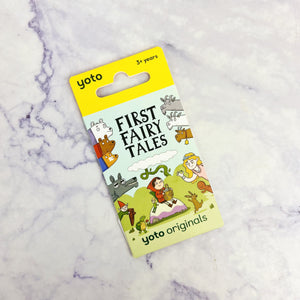 yoto
3+ years
FIRST
FAIRY
TALES
yoto originals